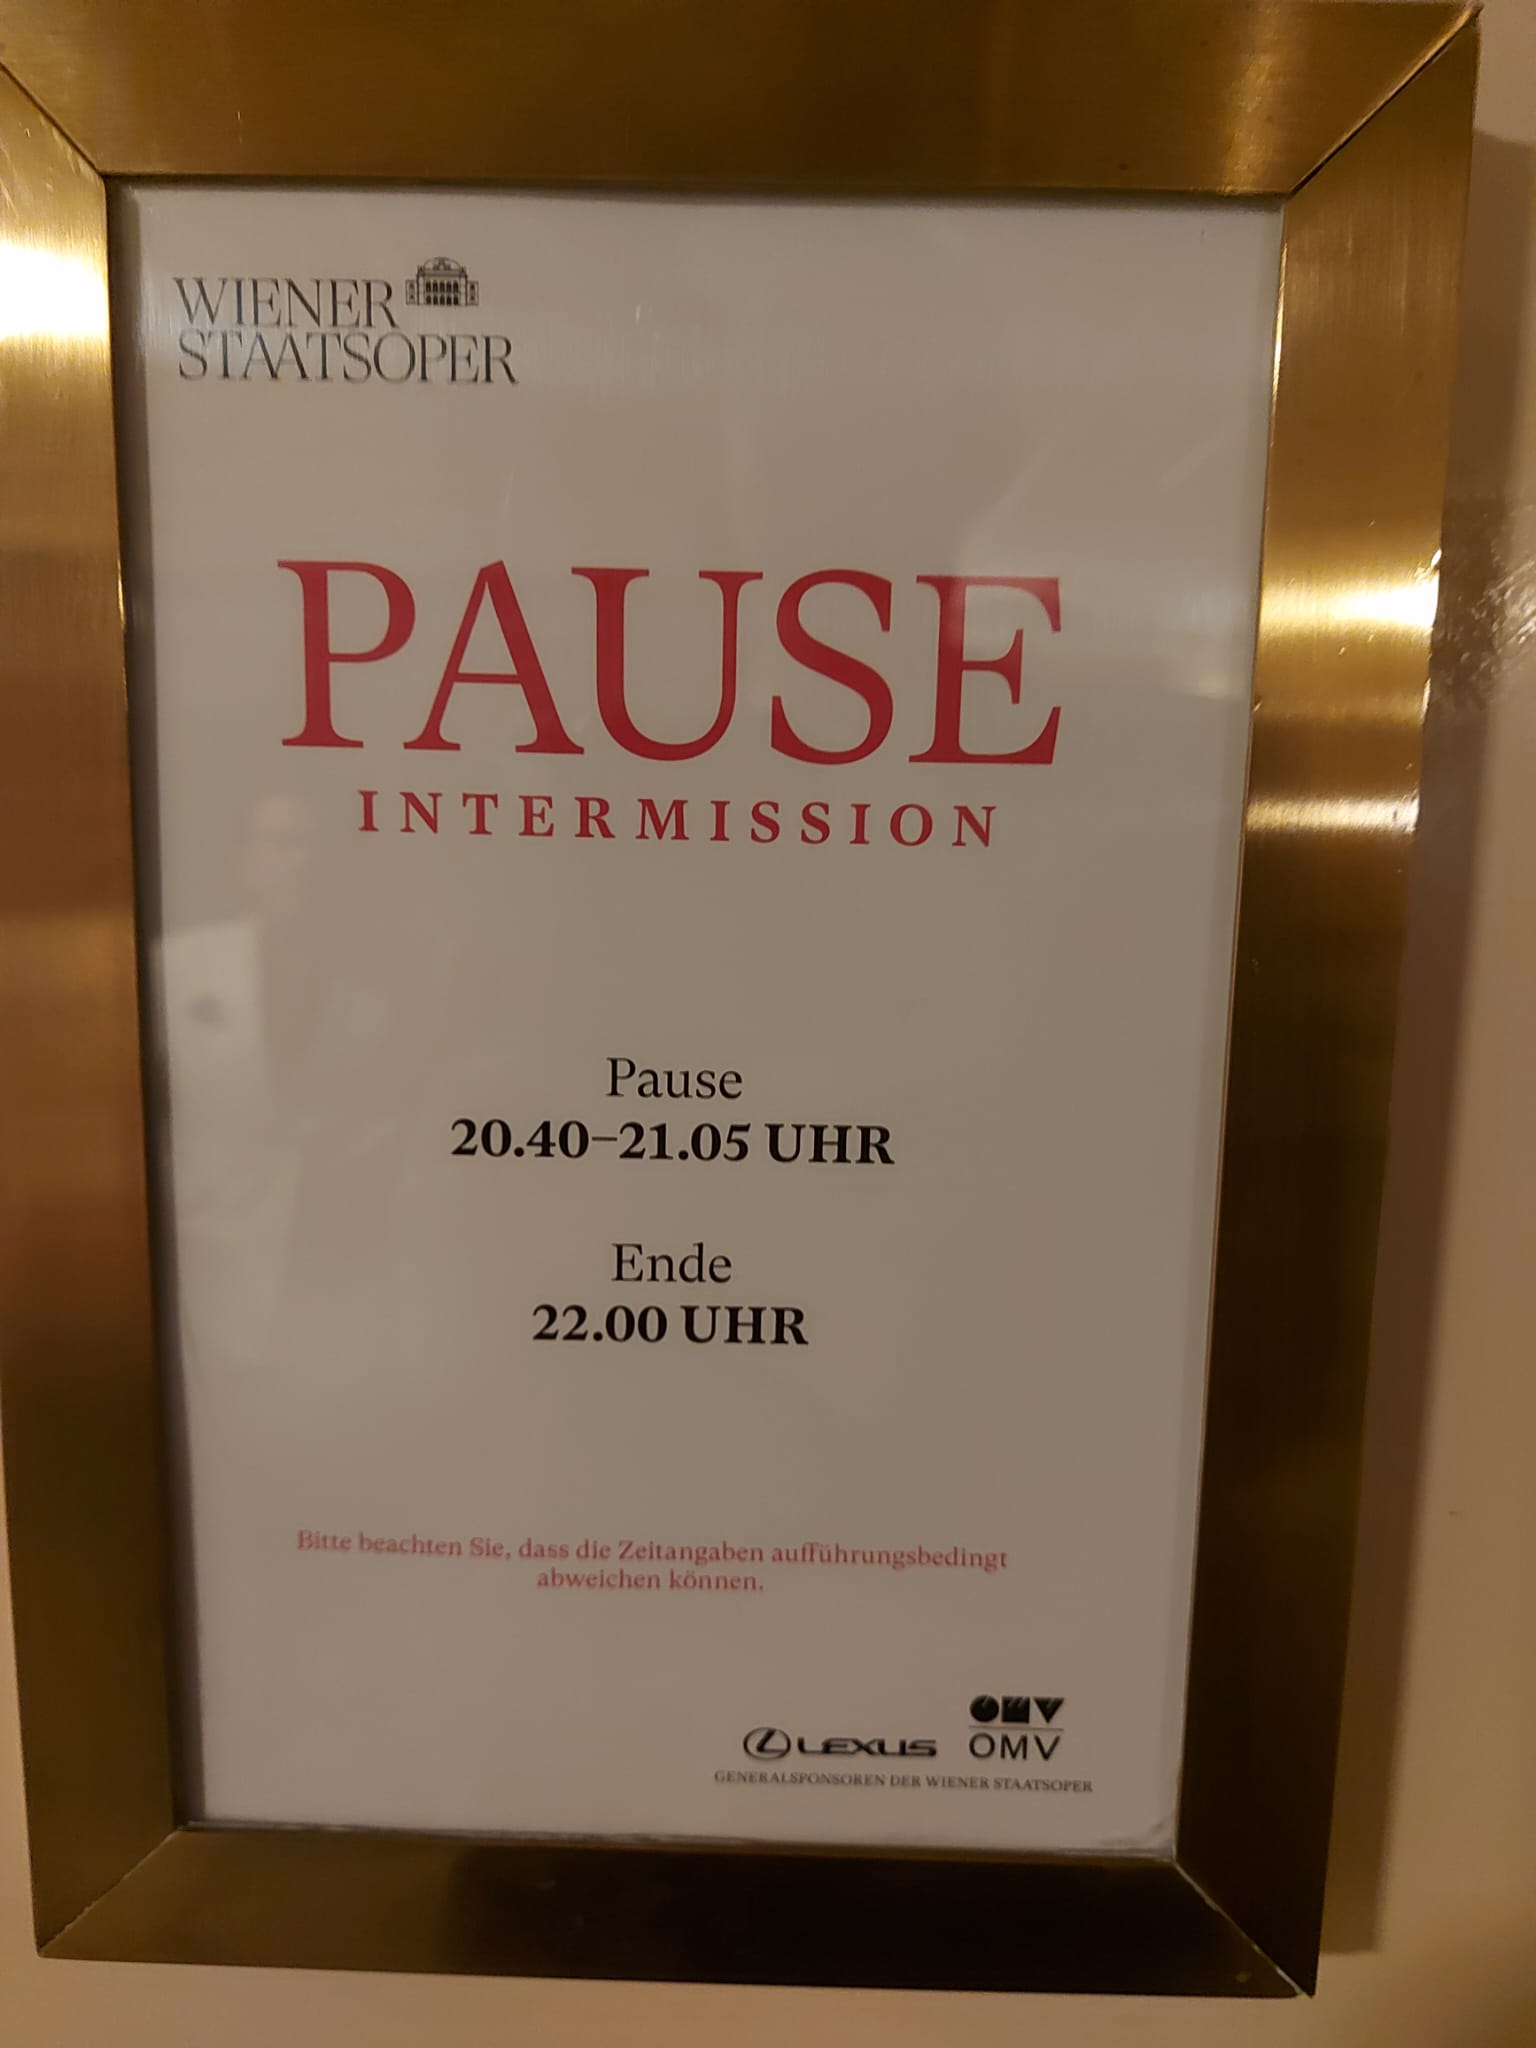 WIENER
STAATSOPER
PAUSE
INTERMISSION
Pause
20.40–21.05 UHR
Ende
22.00 UHR
Bitte beachten Sie, dass die Zeitangaben aufführungsbedingt
abweichen können.
LEXUS
OMV
OMV
GENERALSPONSOREN DER WIENER STAATSOPER